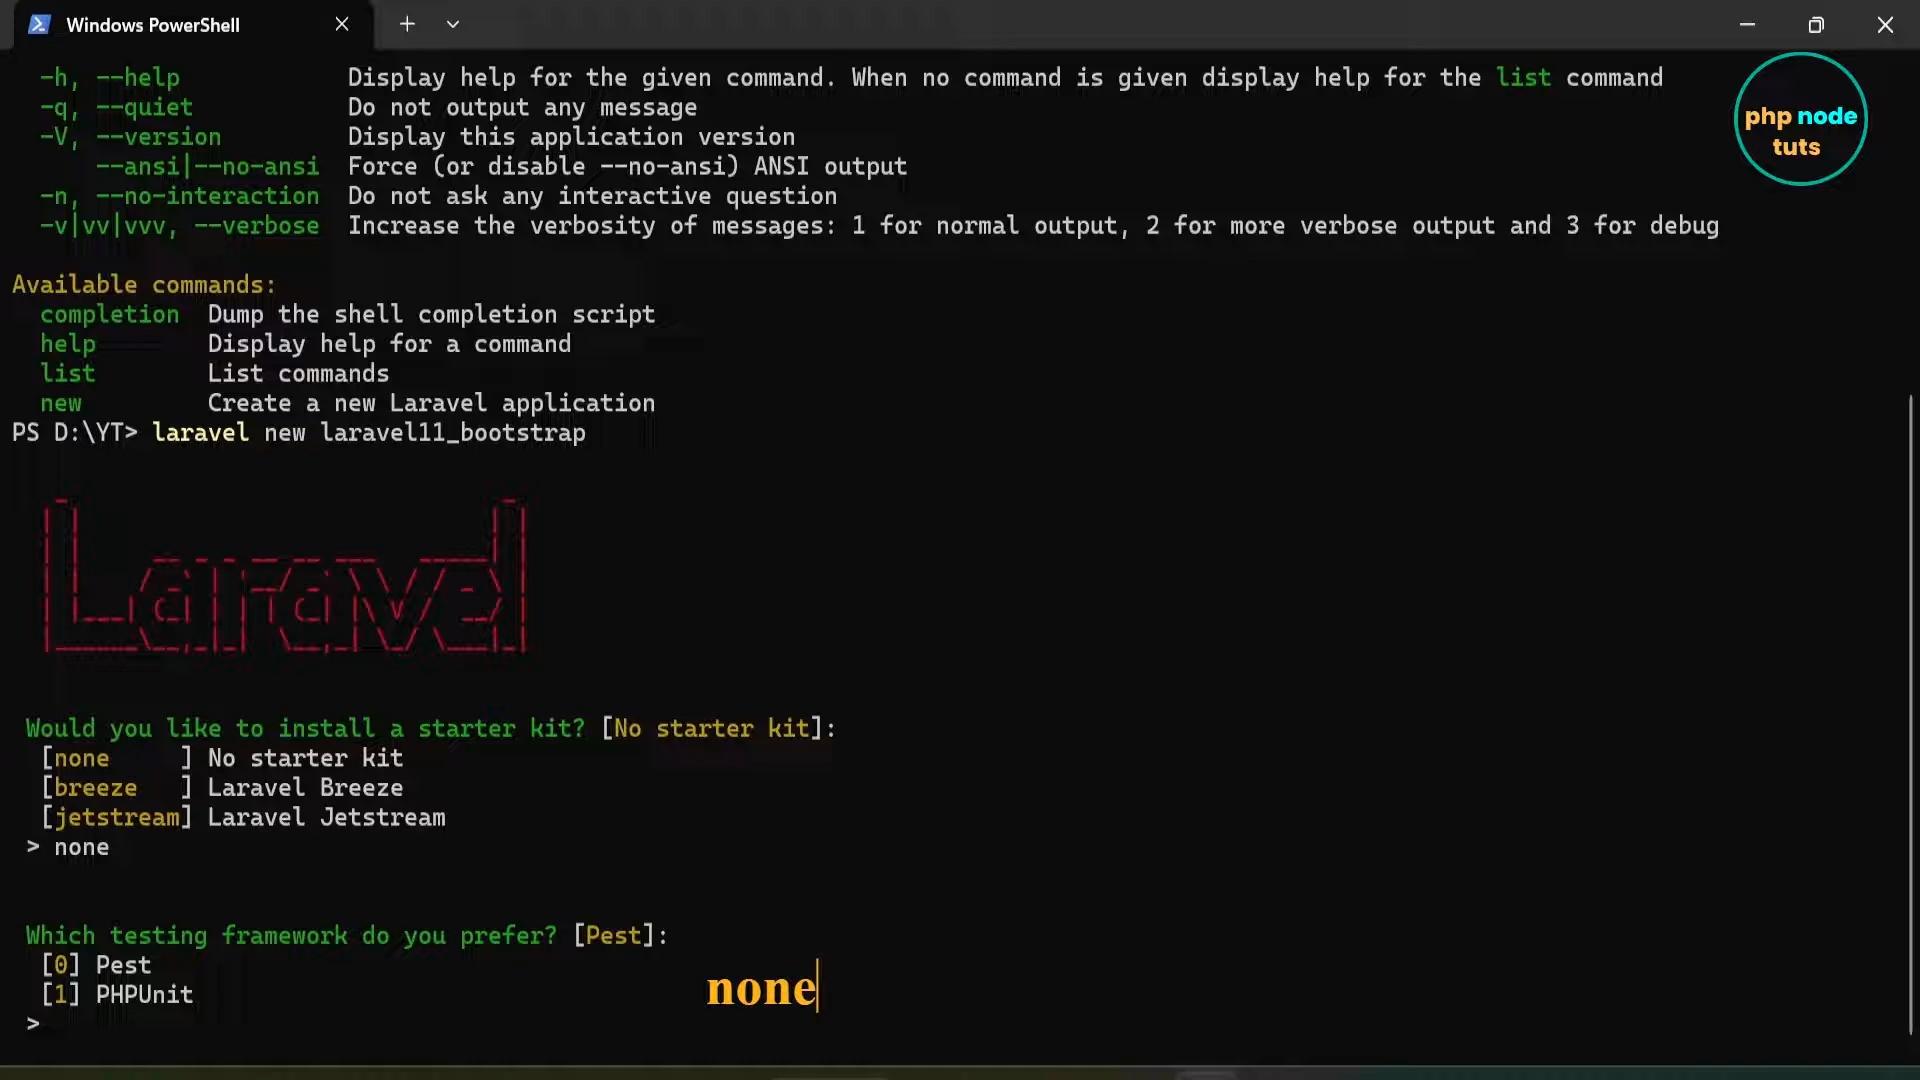 Windows PowerShell
-h, --help Display help for the given command. When no command is given display help for the list command
-q, --quiet Do not output any message
-V, --version Display this application version
--ansi|--no-ansi Force (or disable --no-ansi) ANSI output
-n, --no-interaction Do not ask any interactive question
-v|vv|vvv, --verbose Increase the verbosity of messages: 1 for normal output, 2 for more verbose output and 3 for debug
php node
tuts
Available commands:
completion Dump the shell completion script
help Display help for a command
list List commands
new Create a new Laravel application
PS D:\YT> laravel new laravel11_bootstrap
Laravel
Would you like to install a starter kit? [No starter kit]:
[none ] No starter kit
[breeze ] Laravel Breeze
[jetstream] Laravel Jetstream
> none
Which testing framework do you prefer? [Pest]:
[0] Pest
[1] PHPUnit
none
>